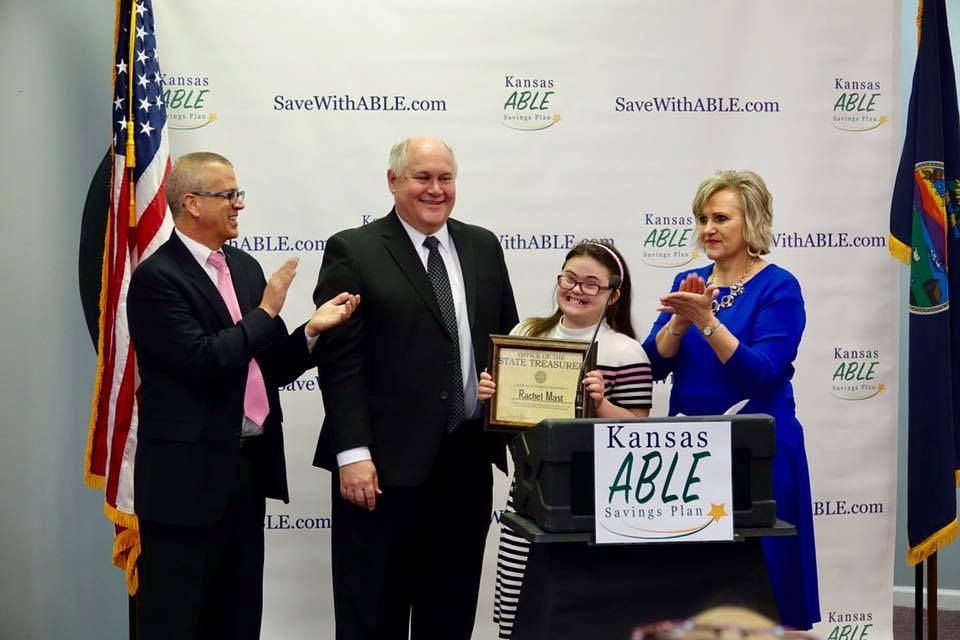 Kansas
ABLE
Savings Plan
SaveWithABLE.com
Kansas
ABLE
Savings Plan
SaveWithABLE.com
Kansas
ABLE
Savings Plan
ABLE.com
WithABLE.com
Kansas
ABLE
Savings Plan
.com
OFFICE OF THE
STATE TREASURER
Rachel Mast
Kansas
ABLE
Savings Plan
Kansas
ABLE
Savings Plan
ABLE.com
.com
Kansas
ABLE